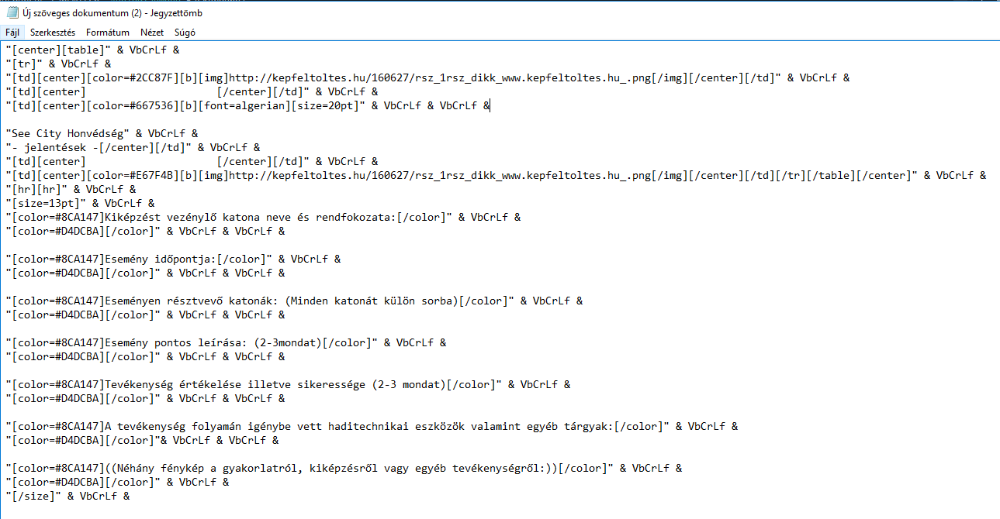 Új szöveges dokumentum (2) - Jegyzettömb
Fájl Szerkesztés Formátum Nézet Súgó
"[center][table]" & VbCrLf &
"[tr]" & VbCrLf &
"[td][center][color=#2CC87F][b][img]http://kepfeltoltes.hu/160627/rsz_1rsz_dikk_www.kepfeltoltes.hu_.png[/img][/center][/td]" & VbCrLf &
"[td][center]                     [/center][/td]" & VbCrLf &
"[td][center][color=#667536][b][font=algerian][size=20pt]" & VbCrLf & VbCrLf &
"See City Honvédség" & VbCrLf &
"- jelentések -[/center][/td]" & VbCrLf &
"[td][center]                     [/center][/td]" & VbCrLf &
"[td][center][color=#E67F4B][b][img]http://kepfeltoltes.hu/160627/rsz_1rsz_dikk_www.kepfeltoltes.hu_.png[/img][/center][/td][/tr][/table][/center]" & VbCrLf &
"[hr][hr]" & VbCrLf &
"[size=13pt]" & VbCrLf &
"[color=#8CA147]Kiképzést vezénylő katona neve és rendfokozata:[/color]" & VbCrLf &
"[color=#D4DCBA][/color]" & VbCrLf & VbCrLf &
"[color=#8CA147]Esemény időpontja:[/color]" & VbCrLf &
"[color=#D4DCBA][/color]" & VbCrLf & VbCrLf &
"[color=#8CA147]Eseményen résztvevő katonák: (Minden katonát külön sorba)[/color]" & VbCrLf &
"[color=#D4DCBA][/color]" & VbCrLf & VbCrLf &
"[color=#8CA147]Esemény pontos leírása: (2-3mondat)[/color]" & VbCrLf &
"[color=#D4DCBA][/color]" & VbCrLf & VbCrLf &
"[color=#8CA147]Tevékenység értékelése illetve sikeressége (2-3 mondat)[/color]" & VbCrLf &
"[color=#D4DCBA][/color]" & VbCrLf & VbCrLf &
"[color=#8CA147]A tevékenység folyamán igénybe vett haditechnikai eszközök valamint egyéb tárgyak:[/color]" & VbCrLf &
"[color=#D4DCBA][/color]"& VbCrLf & VbCrLf &
"[color=#8CA147]((Néhány fénykép a gyakorlatról, kiképzésről vagy egyéb tevékenységről:))[/color]" & VbCrLf &
"[color=#D4DCBA][/color]" & VbCrLf &
"[/size]" & VbCrLf &